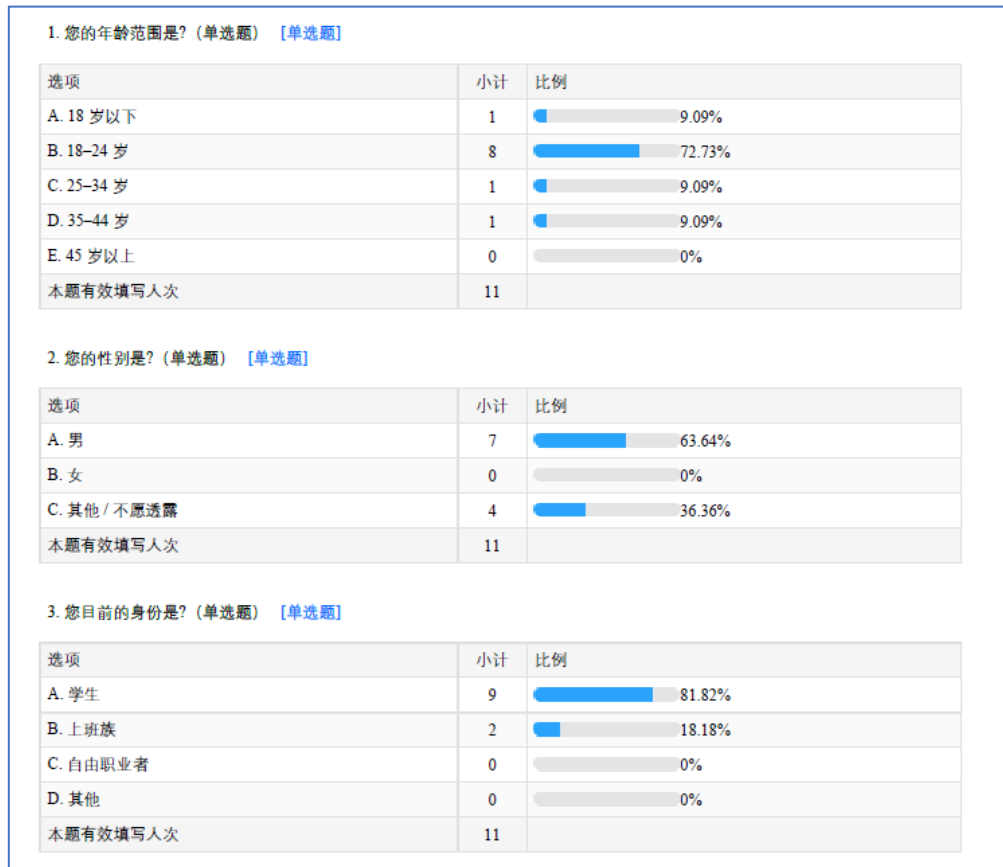 1. 您的年龄范围是?（单选题） [单选题]
选项 小计 比例
A. 18 岁以下 1 9.09%
B. 18–24 岁 8 72.73%
C. 25–34 岁 1 9.09%
D. 35–44 岁 1 9.09%
E. 45 岁以上 0 0%
本题有效填写人次 11
2. 您的性别是?（单选题） [单选题]
选项 小计 比例
A. 男 7 63.64%
B. 女 0 0%
C. 其他 / 不愿透露 4 36.36%
本题有效填写人次 11
3. 您目前的身份是?（单选题） [单选题]
选项 小计 比例
A. 学生 9 81.82%
B. 上班族 2 18.18%
C. 自由职业者 0 0%
D. 其他 0 0%
本题有效填写人次 11